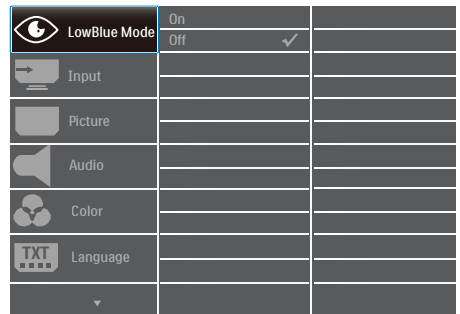 LowBlue Mode
On
Off
Input
Picture
Audio
Color
TXT
Language